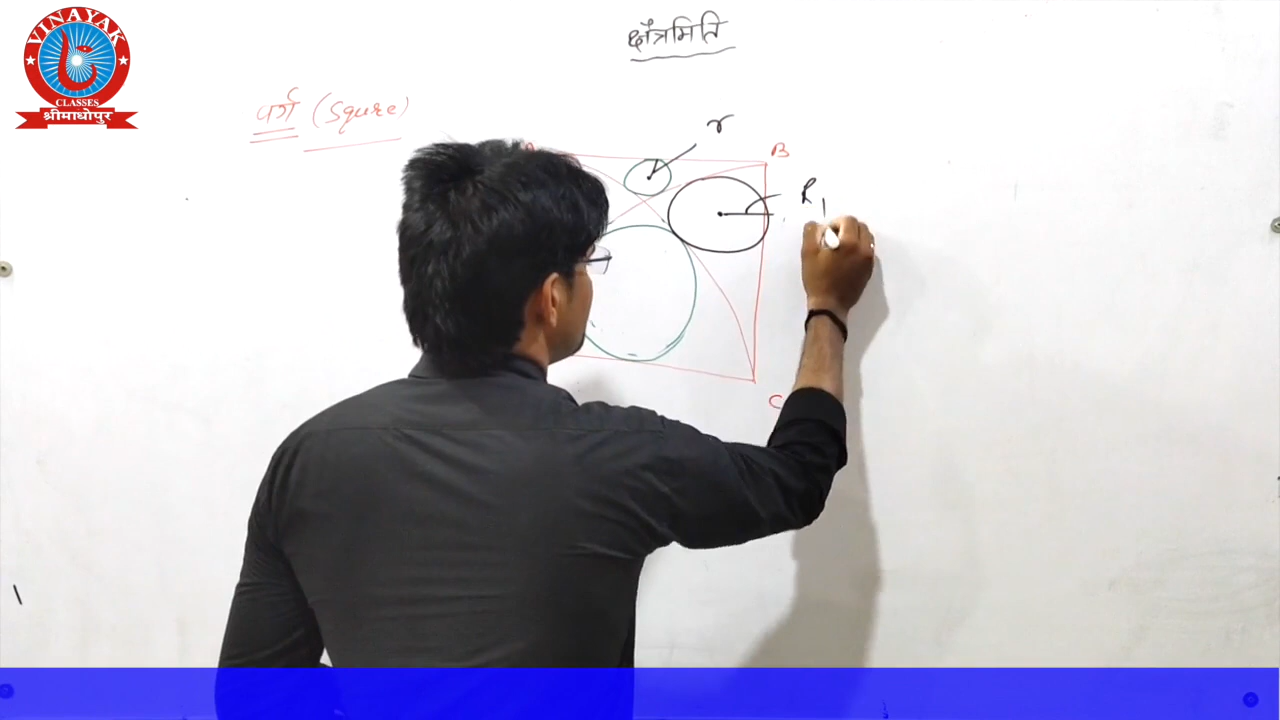 VINAYAK
CLASSES
श्रीमाधोपुर
क्षैत्रमिति
वर्ग (Squre)
r
B
R1
C